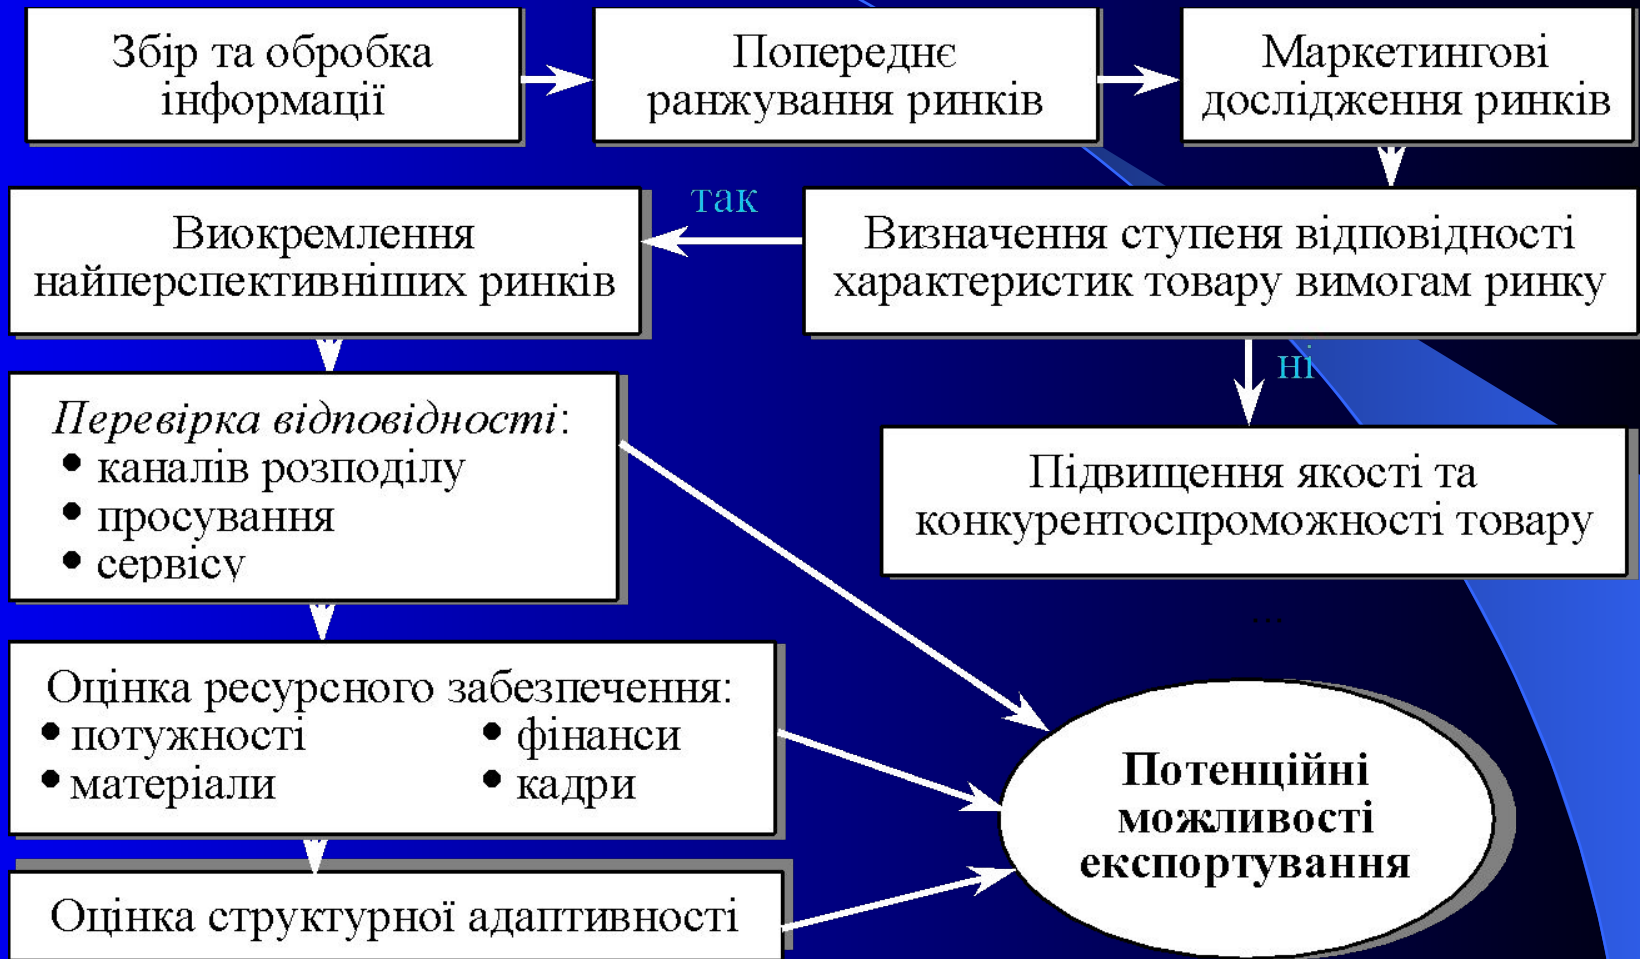 Збір та обробка
інформації
Попереднє
ранжування ринків
Маркетингові
дослідження ринків
так
Виокремлення
найперспективніших ринків
Визначення ступеня відповідності
характеристик товару вимогам ринку
ні
Перевірка відповідності:
• каналів розподілу
• просування
• сервісу
Підвищення якості та
конкурентоспроможності товару
...
Оцінка ресурсного забезпечення:
• потужності • фінанси
• матеріали • кадри
Потенційні
можливості
експортування
Оцінка структурної адаптивності